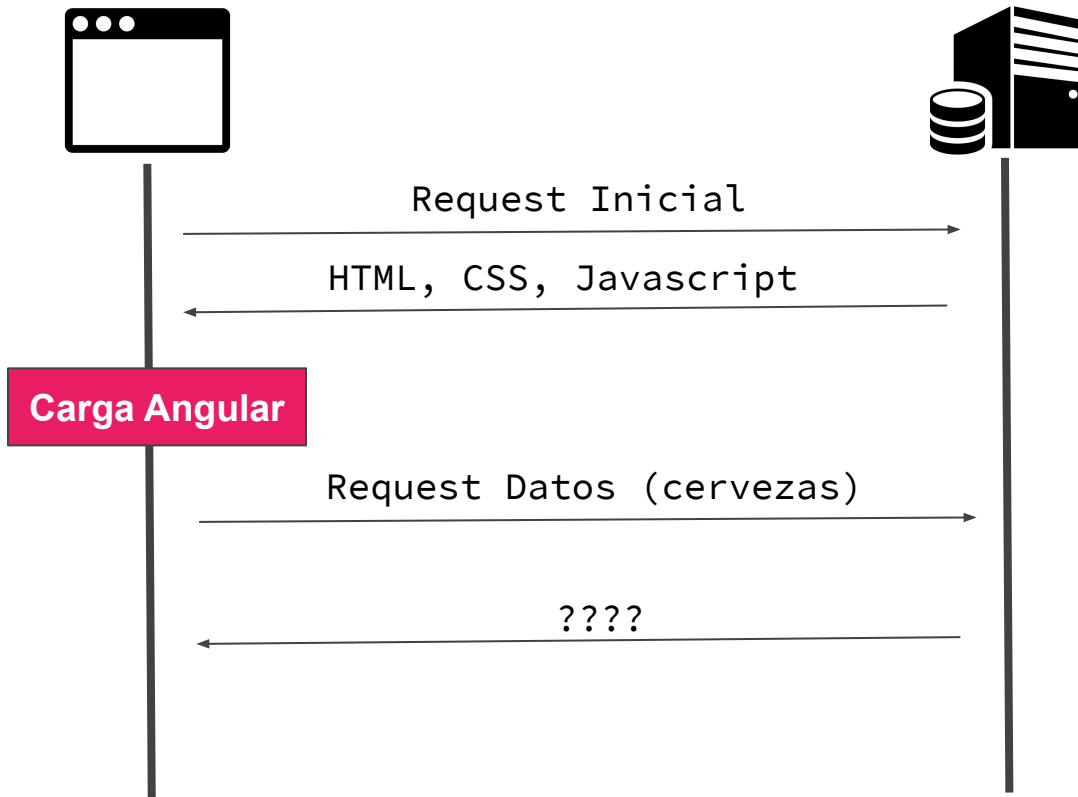 Request Inicial
HTML, CSS, Javascript
Carga Angular
Request Datos (cervezas)
????